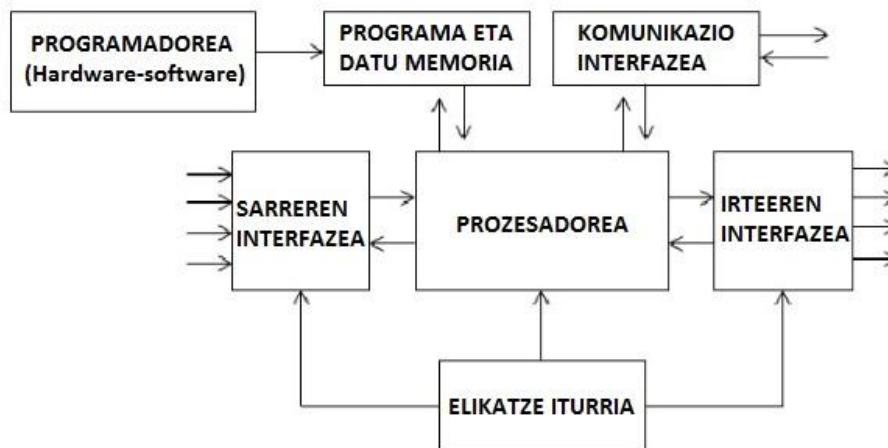 PROGRAMADOREA
(Hardware-software)
PROGRAMA ETA
DATU MEMORIA
KOMUNIKAZIO
INTERFAZEA
SARREREN
INTERFAZEA
PROZESADOREA
IRTEEREN
INTERFAZEA
ELIKATZE ITURRIA